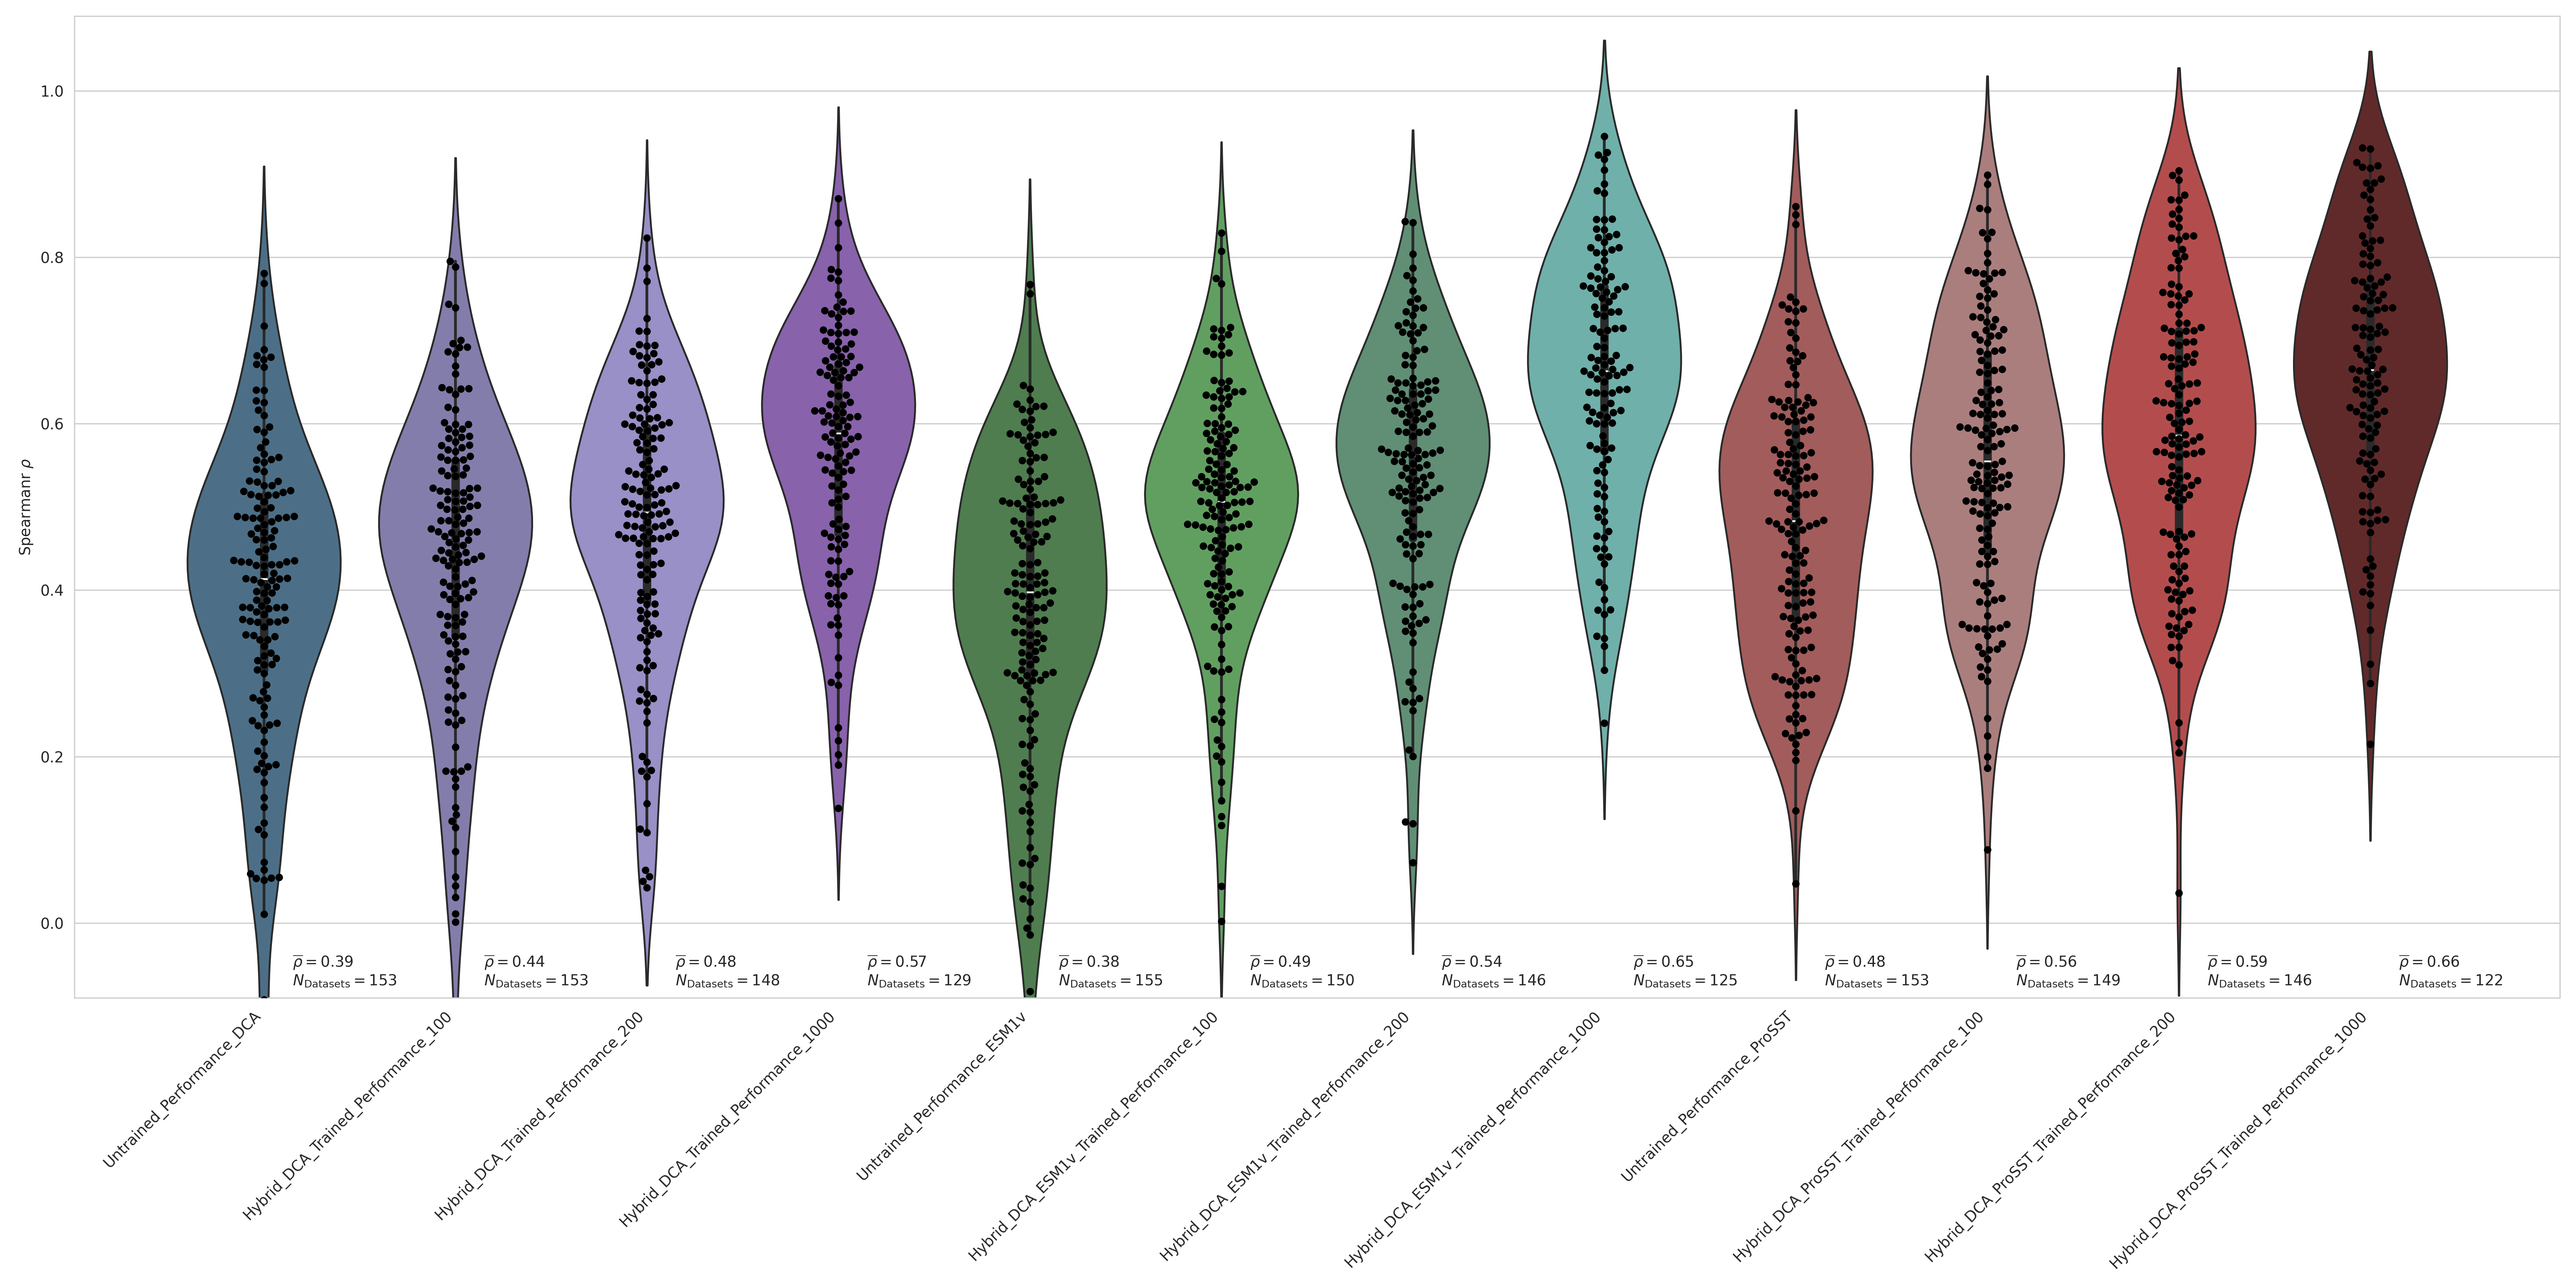 1.0
0.8
0.6
0.4
0.2
0.0
Spearmanr ρ
ρ̅ = 0.39
N_Datasets = 153
ρ̅ = 0.44
N_Datasets = 153
ρ̅ = 0.48
N_Datasets = 148
ρ̅ = 0.57
N_Datasets = 129
ρ̅ = 0.38
N_Datasets = 155
ρ̅ = 0.49
N_Datasets = 150
ρ̅ = 0.54
N_Datasets = 146
ρ̅ = 0.65
N_Datasets = 125
ρ̅ = 0.48
N_Datasets = 153
ρ̅ = 0.56
N_Datasets = 149
ρ̅ = 0.59
N_Datasets = 146
ρ̅ = 0.66
N_Datasets = 122
Untrained_Performance_DCA
Hybrid_DCA_Trained_Performance_100
Hybrid_DCA_Trained_Performance_200
Hybrid_DCA_Trained_Performance_1000
Untrained_Performance_ESM1v
Hybrid_DCA_ESM1v_Trained_Performance_100
Hybrid_DCA_ESM1v_Trained_Performance_200
Hybrid_DCA_ESM1v_Trained_Performance_1000
Untrained_Performance_ProSST
Hybrid_DCA_ProSST_Trained_Performance_100
Hybrid_DCA_ProSST_Trained_Performance_200
Hybrid_DCA_ProSST_Trained_Performance_1000